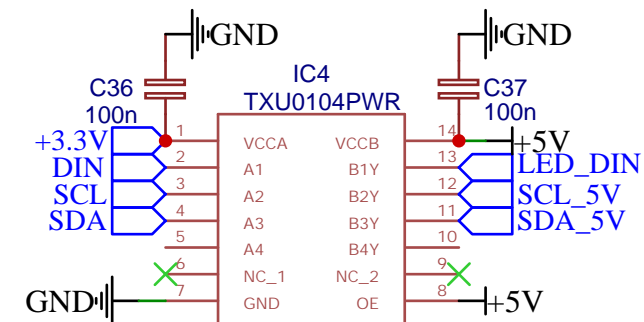 GND
GND
C36
100n
IC4
TXU0104PWR
C37
100n
+3.3V
1
VCCA
VCCB
14
+5V
DIN
2
A1
B1Y
13
LED_DIN
SCL
3
A2
B2Y
12
SCL_5V
SDA
4
A3
B3Y
11
SDA_5V
5
A4
B4Y
10
6
NC_1
NC_2
9
GND
7
GND
OE
8
+5V